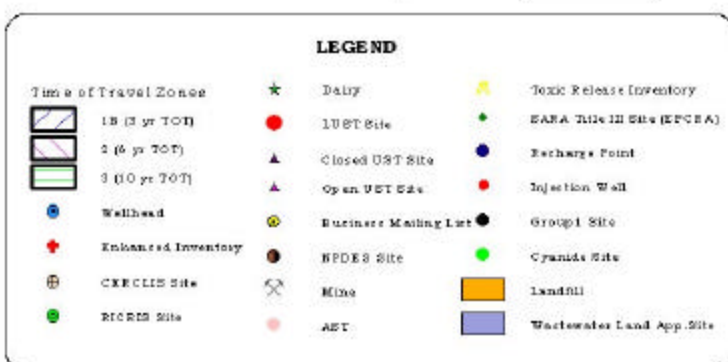 LEGEND
Time of Travel Zones
1B (3 yr TOT)
2 (6 yr TOT)
3 (10 yr TOT)
Wellhead
Enhanced Inventory
CERCLIS Site
RICRIS Site
Dairy
LUST Site
Closed UST Site
Open UST Site
Business Mailing List
NPDES Site
Mine
AST
Toxic Release Inventory
SARA Title III Site (EPCRA)
Recharge Point
Injection Well
Group1 Site
Cyanide Site
Landfill
Wastewater Land App.Site